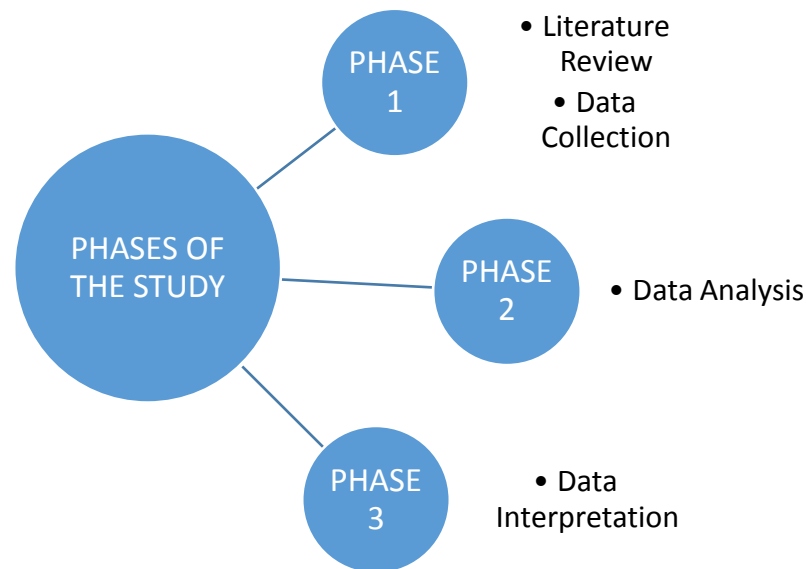 PHASES OF
THE STUDY
PHASE
1
• Literature
Review
• Data
Collection
PHASE
2
• Data Analysis
PHASE
3
• Data
Interpretation